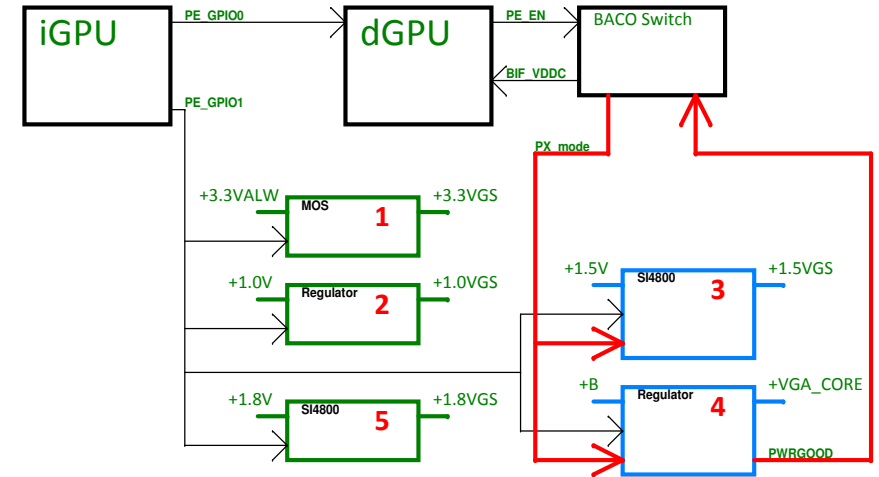 iGPU
PE_GPIO0
dGPU
PE_EN
BACO Switch
BIF_VDDC
PE_GPIO1
PX_mode
+3.3VALW
MOS
1
+3.3VGS
+1.0V
Regulator
2
+1.0VGS
+1.5V
SI4800
3
+1.5VGS
+1.8V
SI4800
5
+1.8VGS
+B
Regulator
4
+VGA_CORE
PWRGOOD